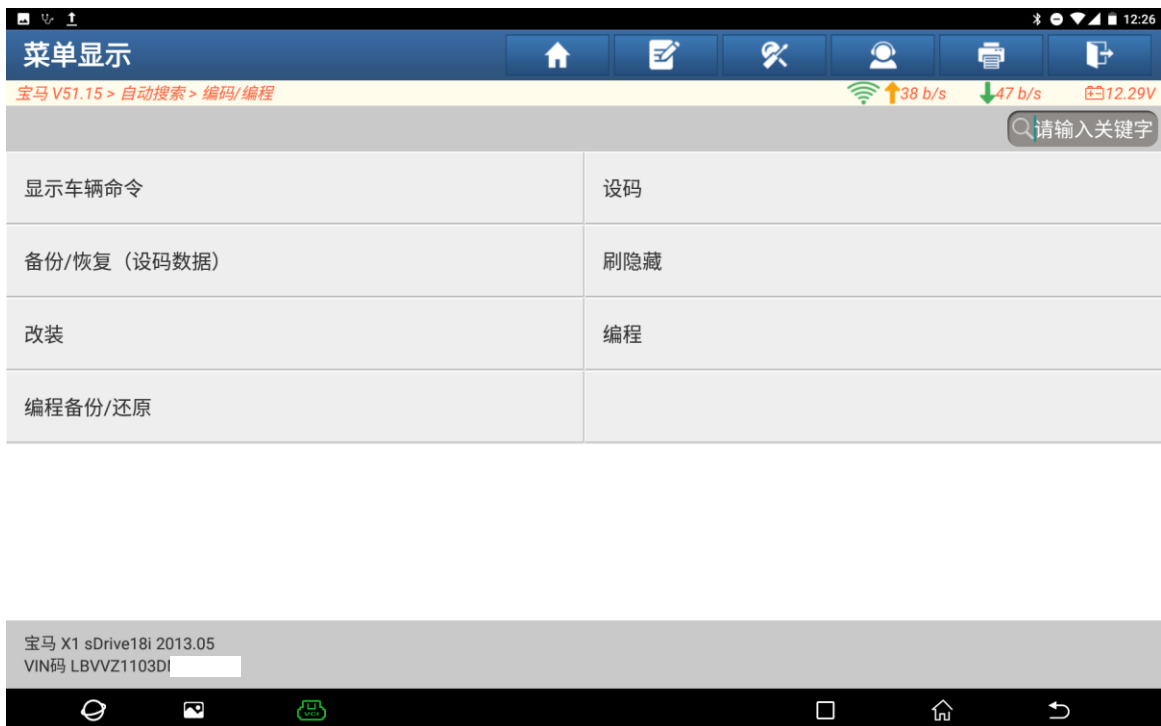 12:26
菜单显示
宝马 V51.15 > 自动搜索 > 编码/编程
38 b/s
47 b/s
12.29V
请输入关键字
显示车辆命令
设码
备份/恢复（设码数据）
刷隐藏
改装
编程
编程备份/还原
宝马 X1 sDrive18i 2013.05
VIN码 LBVVZ1103D
VCI